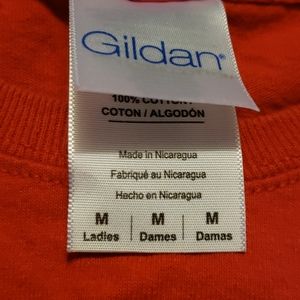 Gildan®
100% COTTON /
COTON / ALGODÓN
Made in Nicaragua
Fabriqué au Nicaragua
Hecho en Nicaragua
M | M | M
Ladies | Dames | Damas